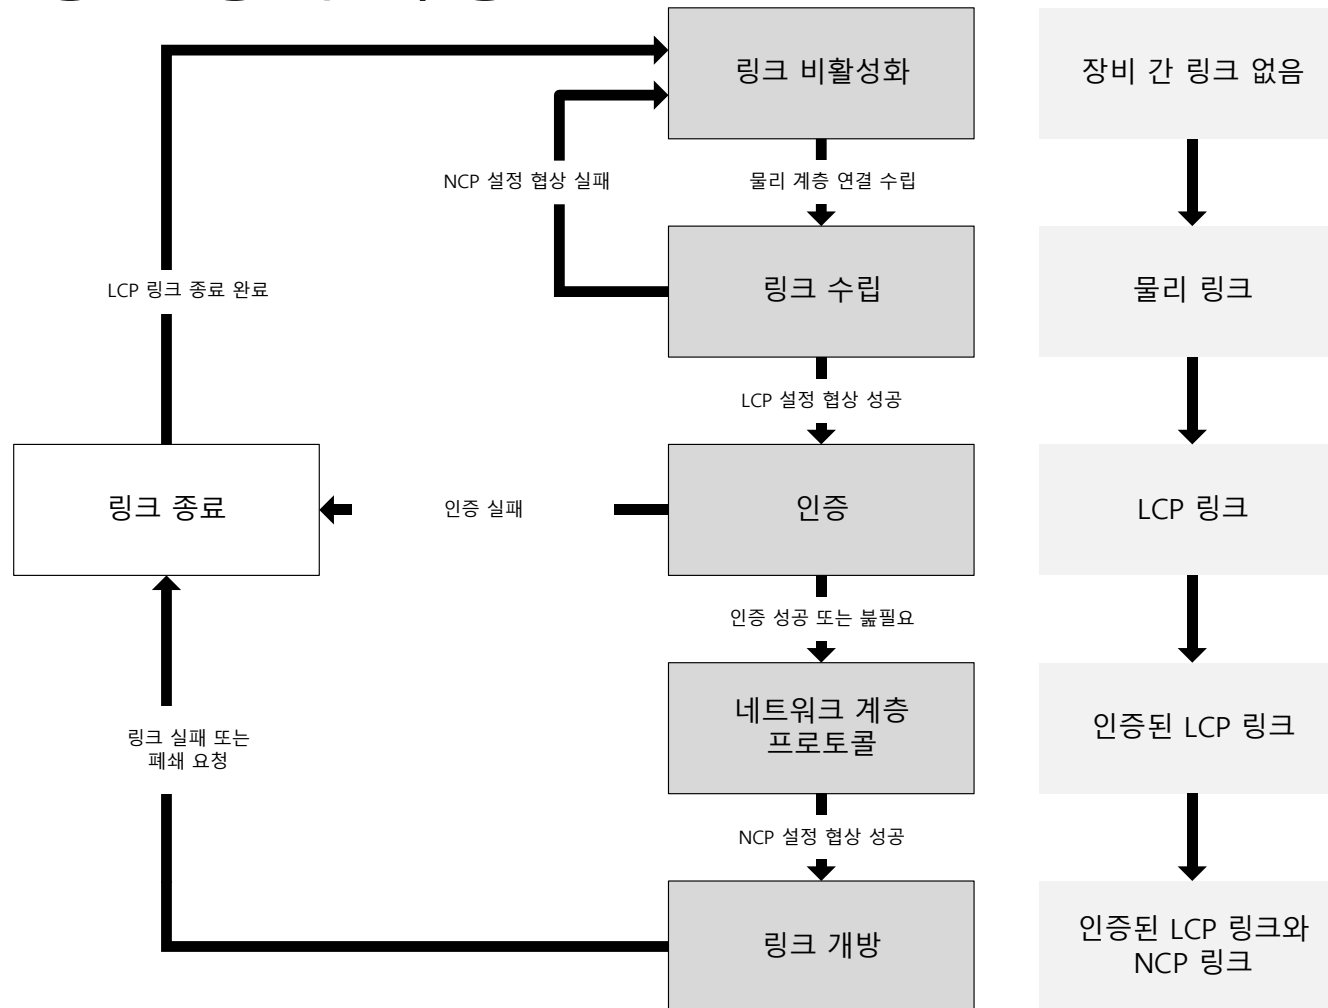 링크 비활성화
장비 간 링크 없음
NCP 설정 협상 실패
물리 계층 연결 수립
LCP 링크 종료 완료
링크 수립
물리 링크
LCP 설정 협상 성공
링크 종료
인증 실패
인증
LCP 링크
인증 성공 또는 붎필요
네트워크 계층
프로토콜
인증된 LCP 링크
링크 실패 또는
폐쇄 요청
NCP 설정 협상 성공
링크 개방
인증된 LCP 링크와
NCP 링크